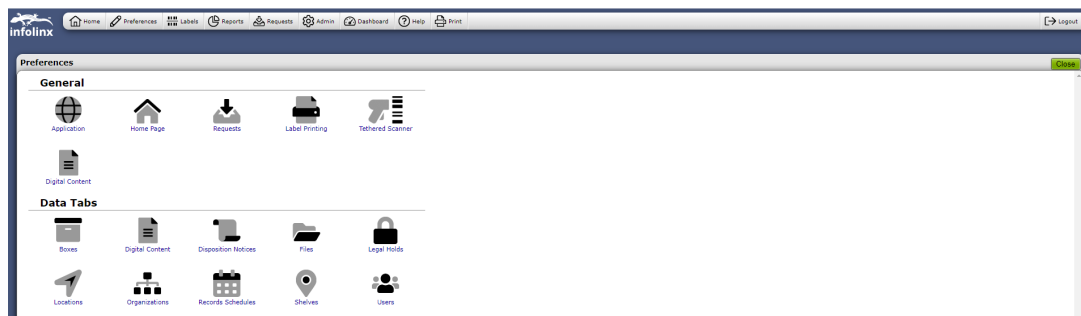 infolinx
Home Preferences Labels Reports Requests Admin Dashboard Help Print Logout
Preferences Close
General
Application Home Page Requests Label Printing Tethered Scanner
Digital Content
Data Tabs
Boxes Digital Content Disposition Notices Files Legal Holds
Locations Organizations Records Schedules Shelves Users